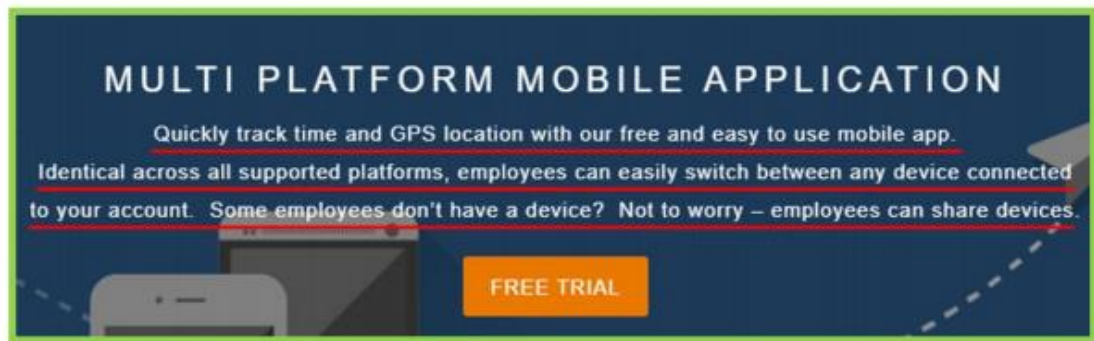 MULTI PLATFORM MOBILE APPLICATION
Quickly track time and GPS location with our free and easy to use mobile app.
Identical across all supported platforms, employees can easily switch between any device connected
to your account.  Some employees don't have a device?  Not to worry – employees can share devices.
FREE TRIAL